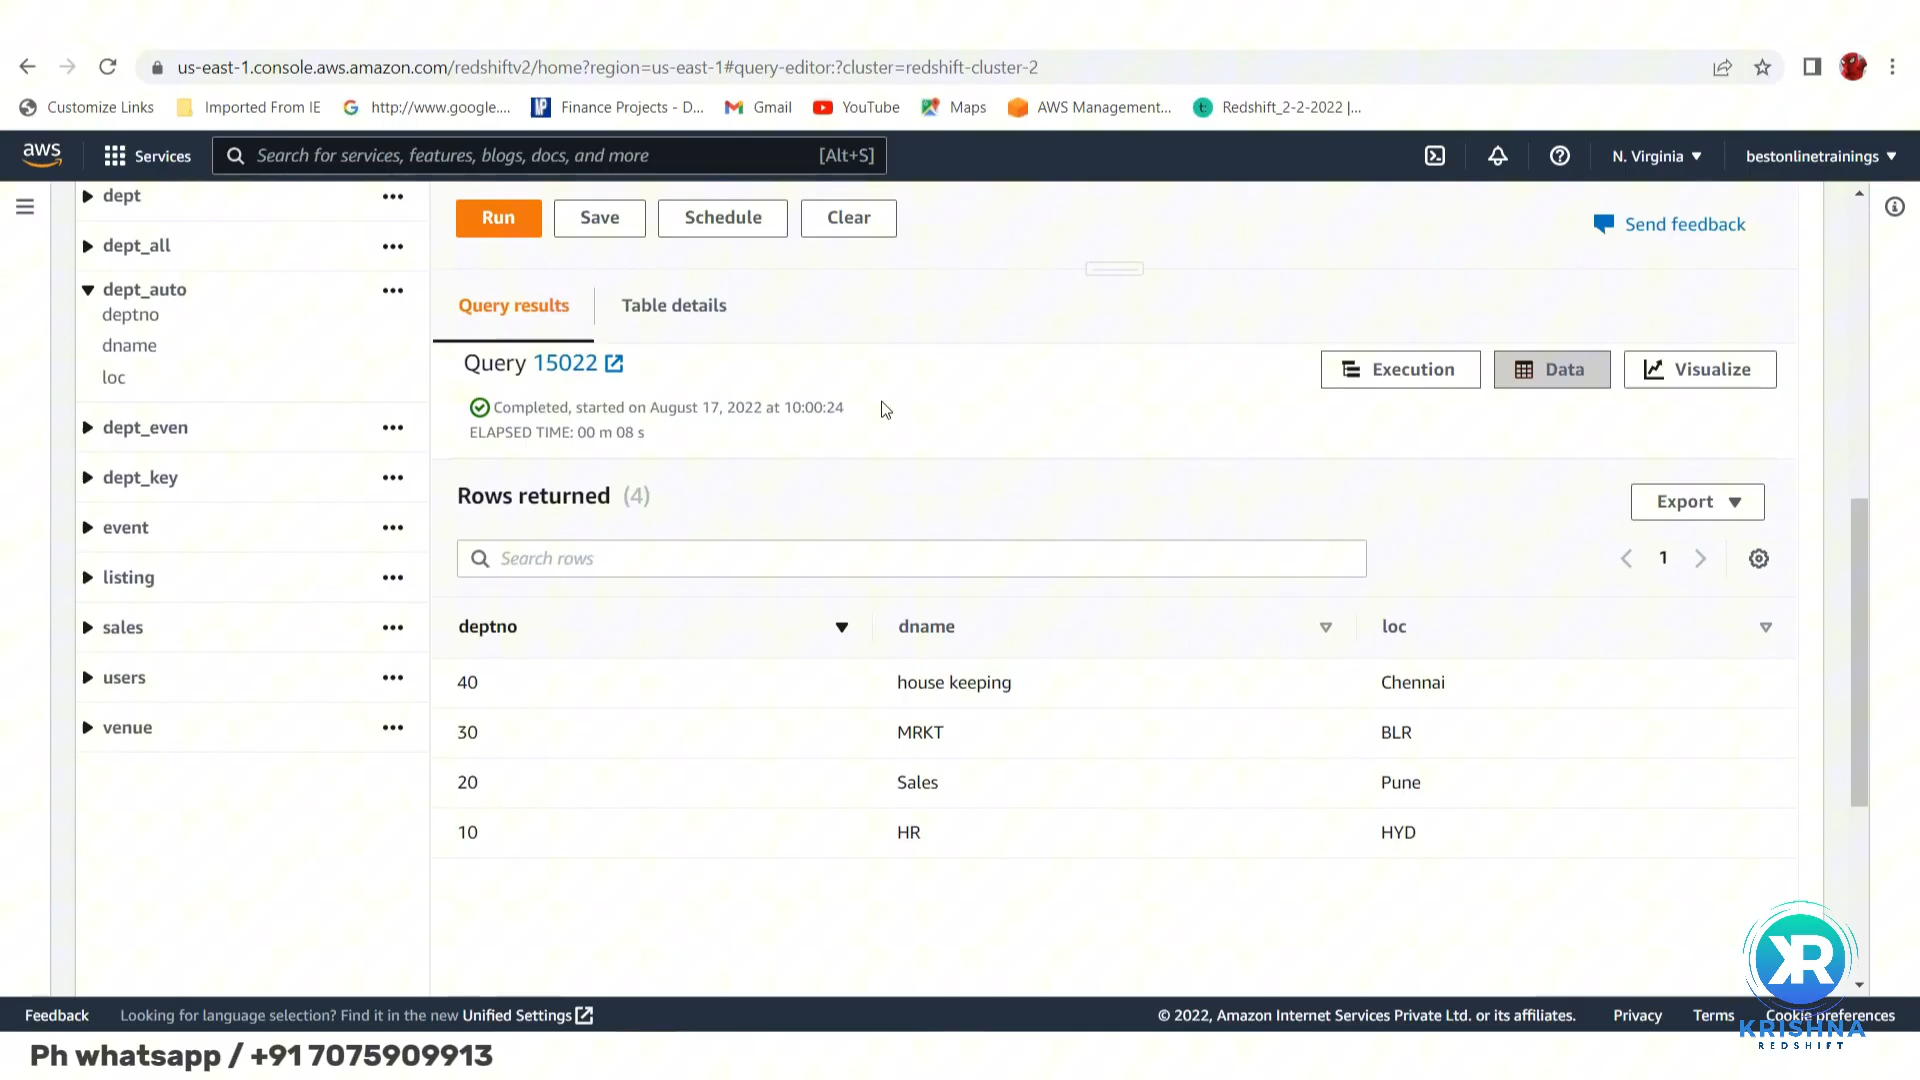 us-east-1.console.aws.amazon.com/redshiftv2/home?region=us-east-1#query-editor:?cluster=redshift-cluster-2
Customize Links Imported From IE http://www.google.... Finance Projects - D... Gmail YouTube Maps AWS Management... Redshift_2-2-2022 |...
aws Services Search for services, features, blogs, docs, and more [Alt+S] N. Virginia bestonlinetrainings
dept
dept_all
dept_auto
deptno
dname
loc
dept_even
dept_key
event
listing
sales
users
venue
Run Save Schedule Clear Send feedback
Query results Table details
Query 15022 Execution Data Visualize
Completed, started on August 17, 2022 at 10:00:24
ELAPSED TIME: 00 m 08 s
Rows returned (4) Export
Search rows 1
deptno dname loc
40 house keeping Chennai
30 MRKT BLR
20 Sales Pune
10 HR HYD
KR
KRISHNA
REDSHIFT
Feedback Looking for language selection? Find it in the new Unified Settings © 2022, Amazon Internet Services Private Ltd. or its affiliates. Privacy Terms Cookie preferences
Ph whatsapp / +91 7075909913